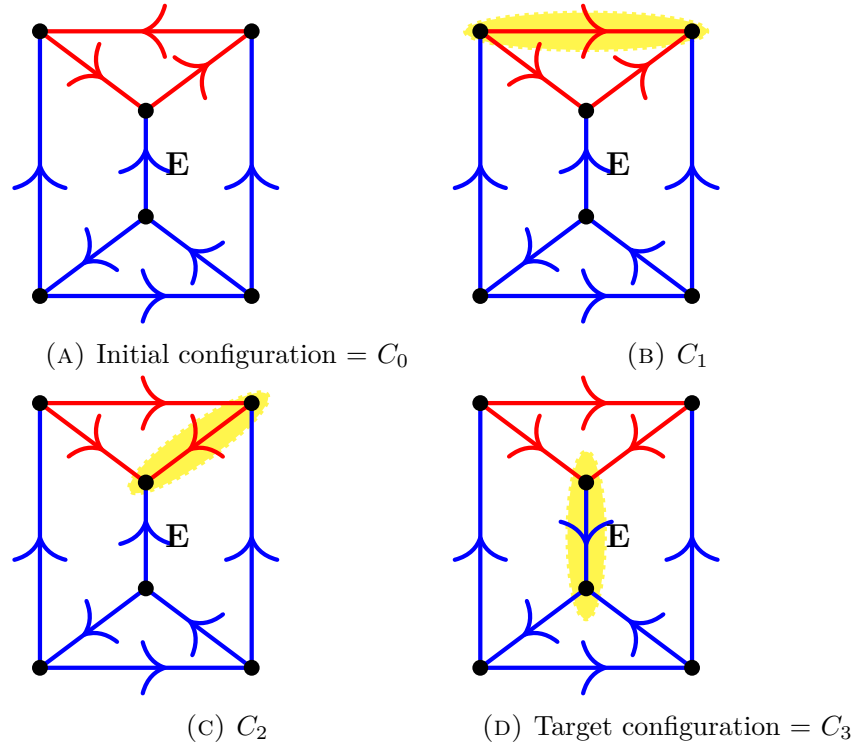 E
E
(A) Initial configuration = C₀
(B) C₁
E
E
(C) C₂
(D) Target configuration = C₃